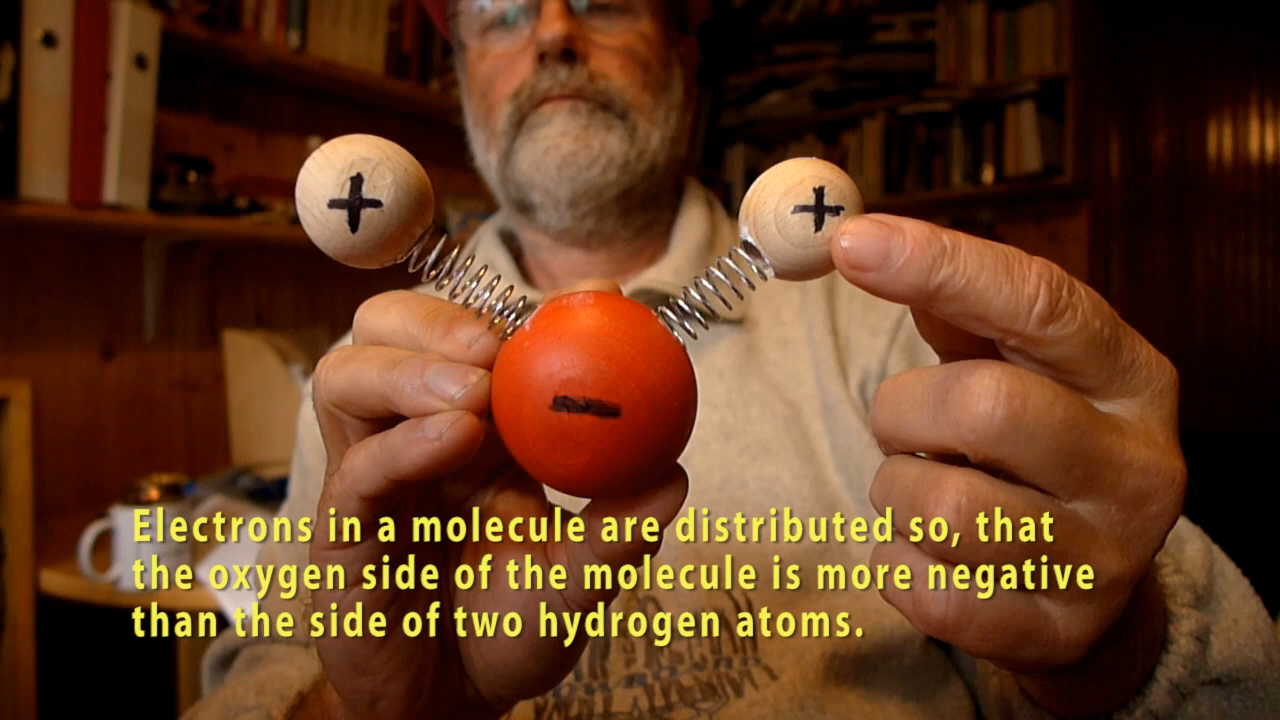 + +
-
Electrons in a molecule are distributed so, that
the oxygen side of the molecule is more negative
than the side of two hydrogen atoms.